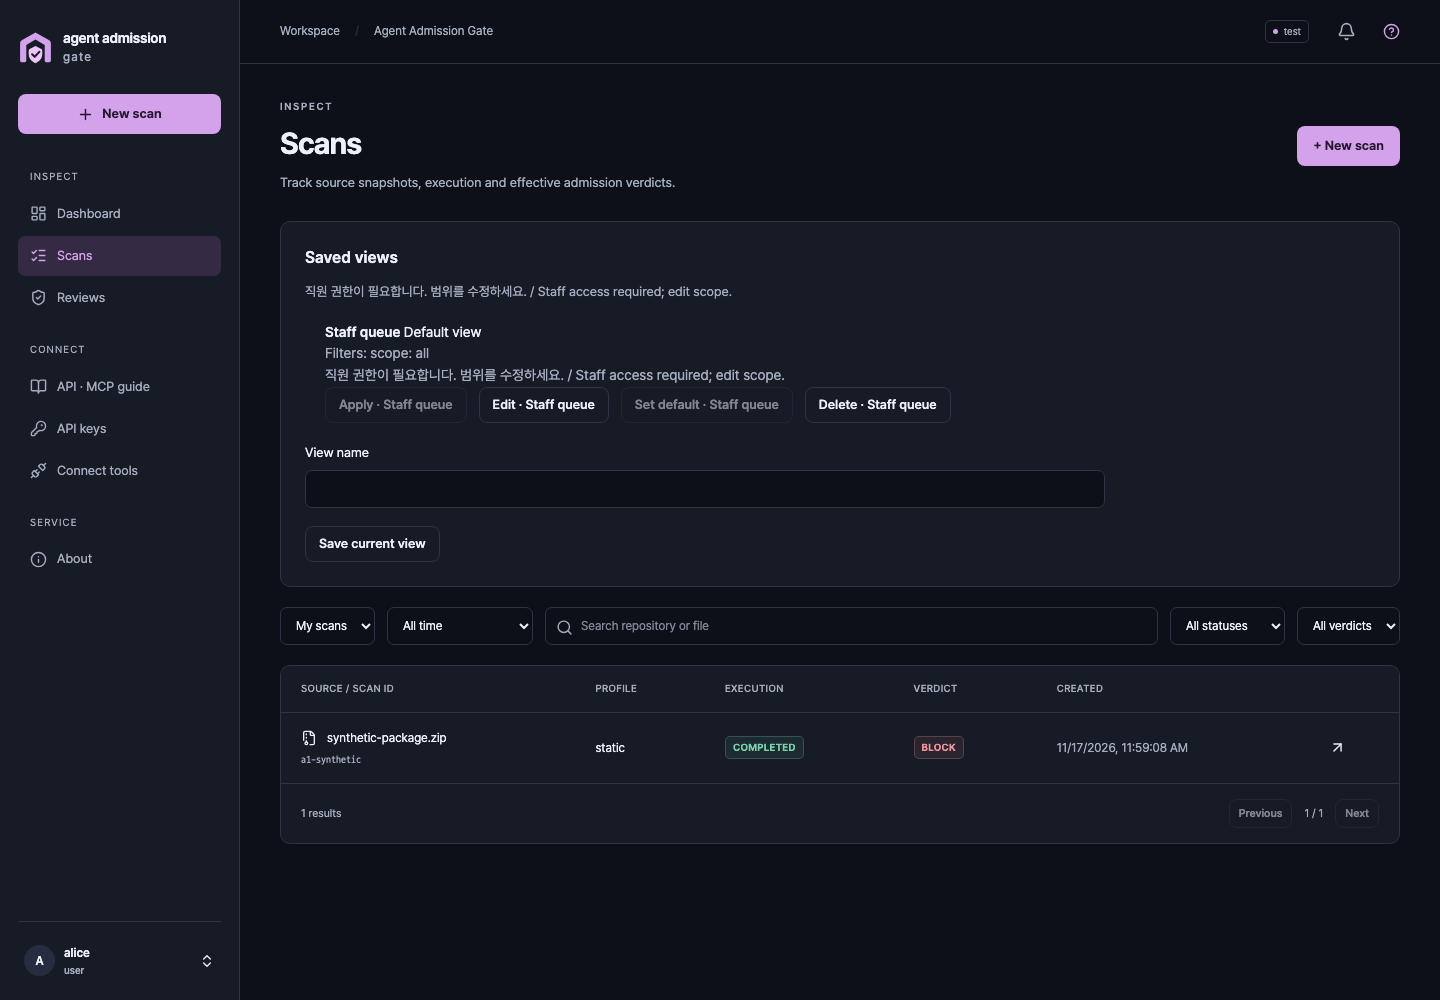 agent admission
gate
New scan
INSPECT
Dashboard
Scans
Reviews
CONNECT
API · MCP guide
API keys
Connect tools
SERVICE
About
A
alice
user
Workspace / Agent Admission Gate
test
INSPECT
Scans
+ New scan
Track source snapshots, execution and effective admission verdicts.
Saved views
직원 권한이 필요합니다. 범위를 수정하세요. / Staff access required; edit scope.
Staff queue Default view
Filters: scope: all
직원 권한이 필요합니다. 범위를 수정하세요. / Staff access required; edit scope.
Apply · Staff queue Edit · Staff queue Set default · Staff queue Delete · Staff queue
View name
Save current view
My scans All time Search repository or file All statuses All verdicts
SOURCE / SCAN ID PROFILE EXECUTION VERDICT CREATED
synthetic-package.zip
a1-synthetic
static COMPLETED BLOCK 11/17/2026, 11:59:08 AM
1 results Previous 1 / 1 Next